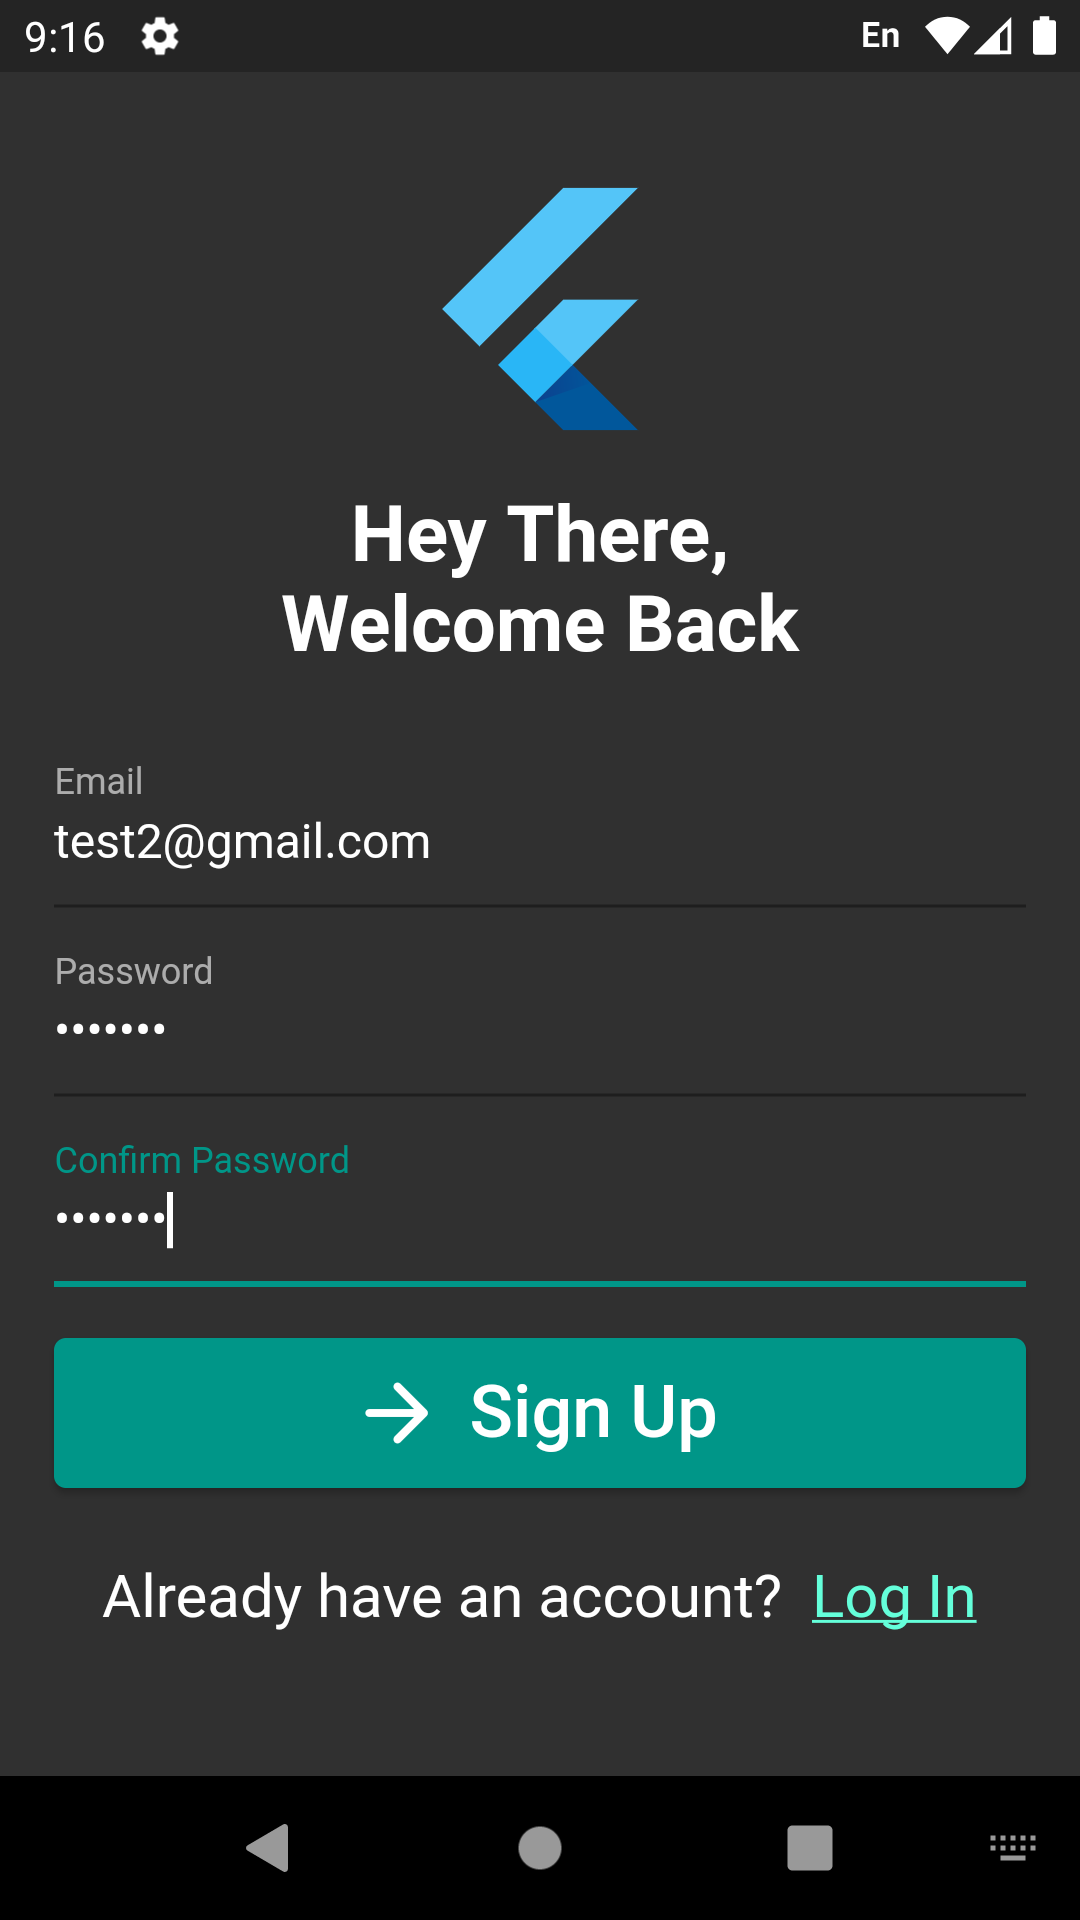 9:16 En
Hey There,
Welcome Back
Email
test2@gmail.com
Password
•••••••
Confirm Password
•••••••
Sign Up
Already have an account? Log In